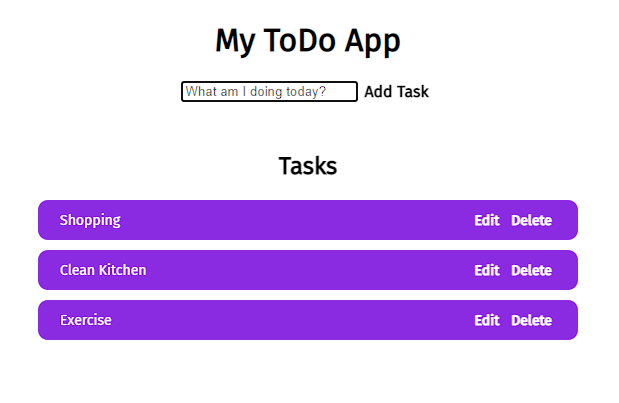 My ToDo App
What am I doing today? Add Task
Tasks
Shopping Edit Delete
Clean Kitchen Edit Delete
Exercise Edit Delete